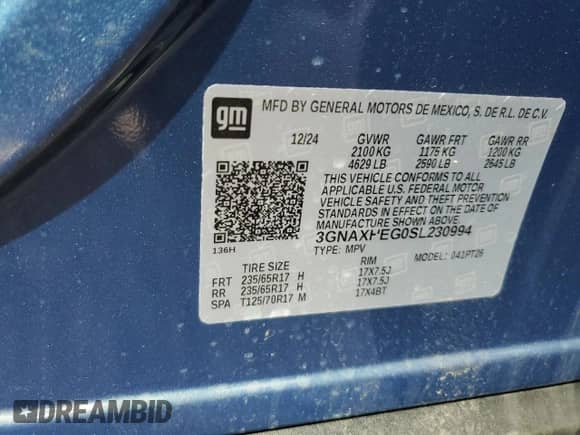 gm
MFD BY GENERAL MOTORS DE MEXICO, S. DE R.L. DE C.V.
12/24 GVWR GAWR FRT GAWR RR
2100 KG 1175 KG 1200 KG
4629 LB 2590 LB 2645 LB
THIS VEHICLE CONFORMS TO ALL
APPLICABLE U.S. FEDERAL MOTOR
VEHICLE SAFETY AND THEFT PREVENTION
STANDARDS IN EFFECT ON THE DATE OF
MANUFACTURE SHOWN ABOVE.
136H
TYPE: MPV MODEL:
TIRE SIZE RIM
FRT 235/65R17 H 17X7.5J
RR 235/65R17 H 17X7.5J
SPA T125/70R17 M 17X4BT
DREAMBID